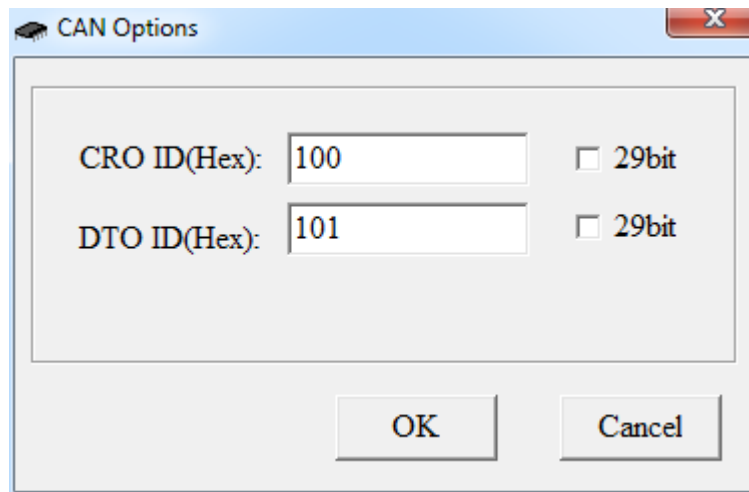 CAN Options
CRO ID(Hex): 100 29bit
DTO ID(Hex): 101 29bit
OK Cancel